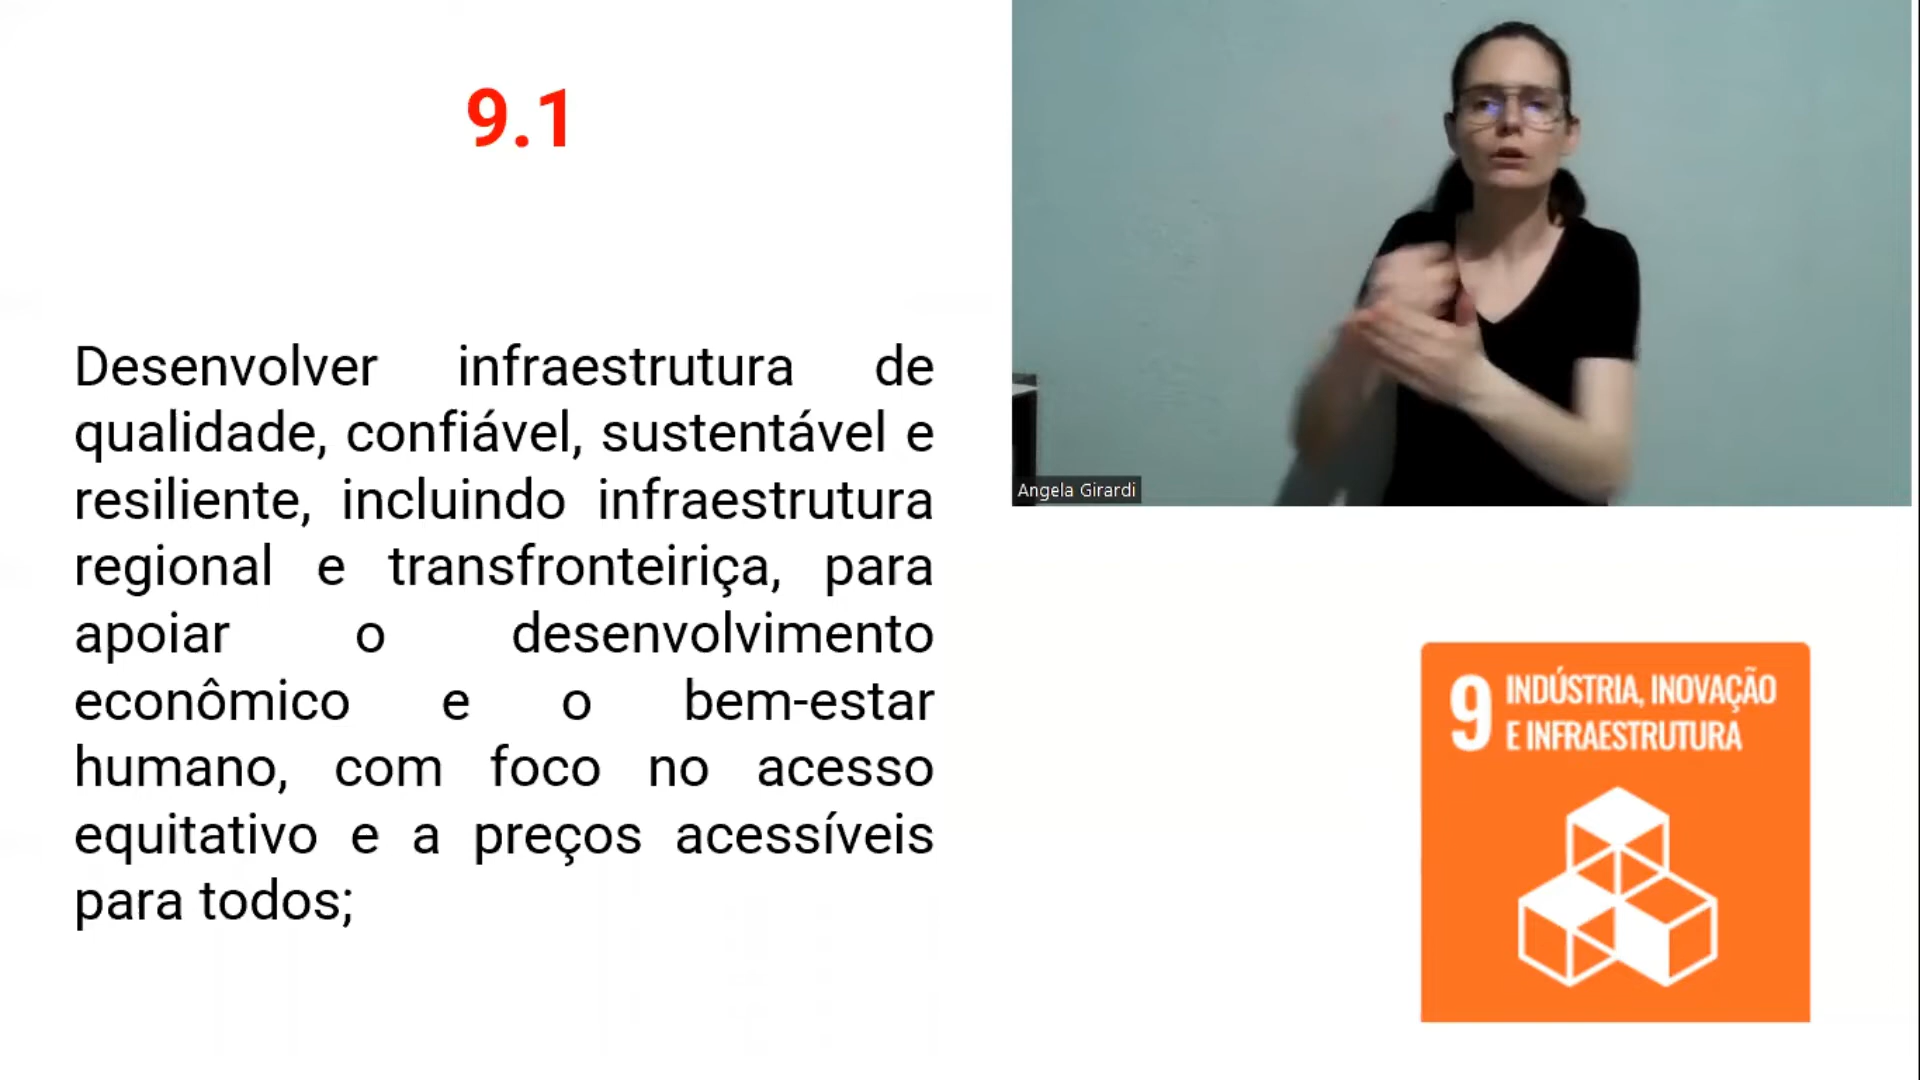 9.1
Desenvolver infraestrutura de
qualidade, confiável, sustentável e
resiliente, incluindo infraestrutura
regional e transfronteiriça, para
apoiar o desenvolvimento
econômico e o bem-estar
humano, com foco no acesso
equitativo e a preços acessíveis
para todos;
Angela Girardi
9 INDÚSTRIA, INOVAÇÃO
E INFRAESTRUTURA